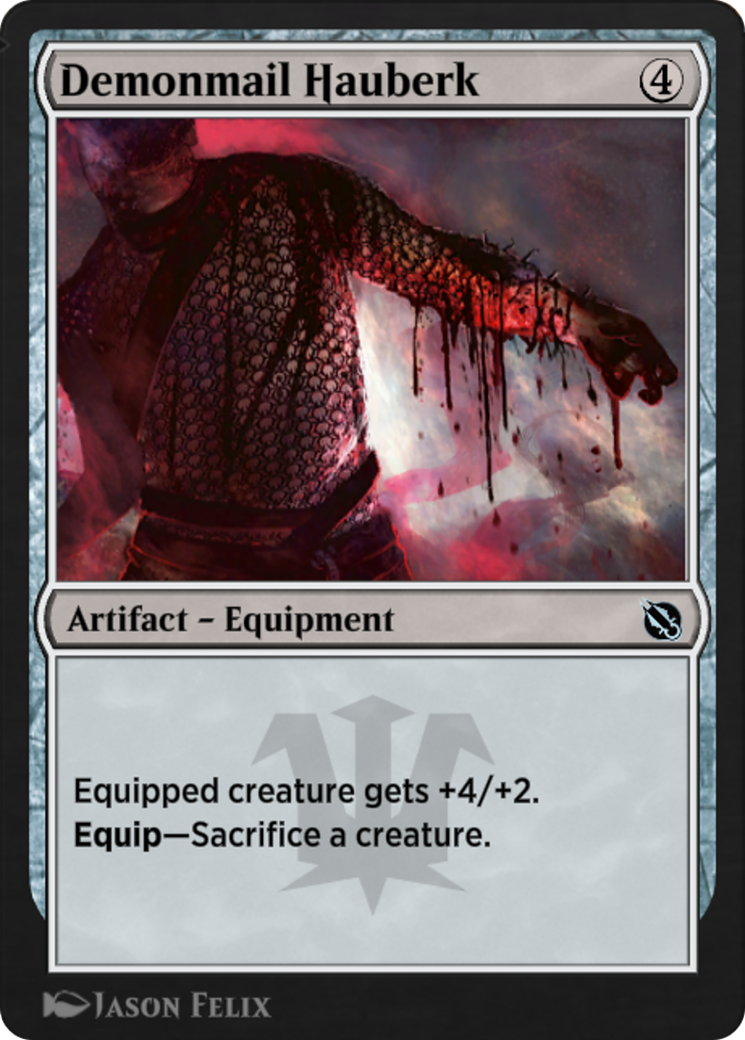 Demonmail Hauberk 4
Artifact – Equipment
Equipped creature gets +4/+2.
Equip—Sacrifice a creature.
Jason Felix